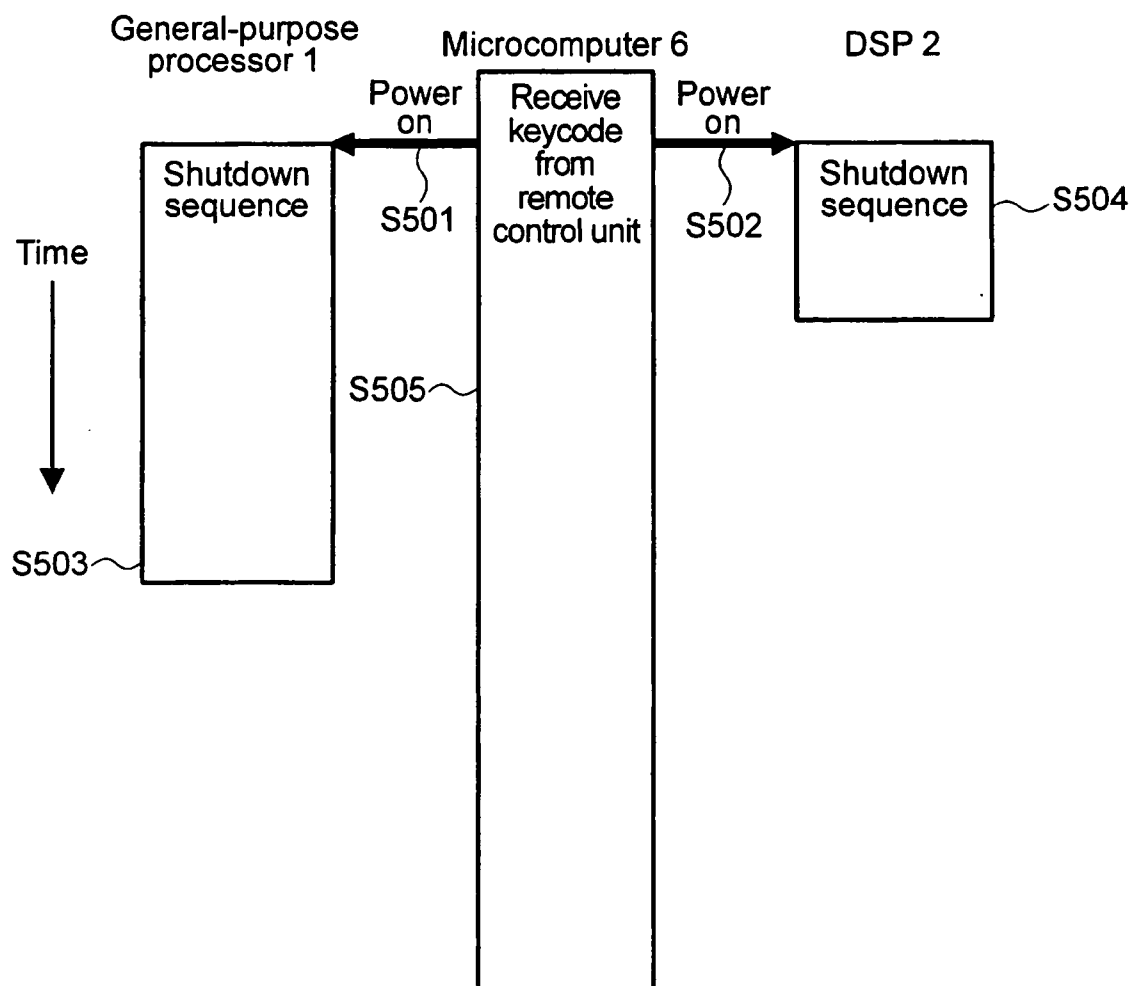 General-purpose
processor 1
Microcomputer 6
DSP 2
Power
on
Receive
keycode
from
remote
control unit
Power
on
Shutdown
sequence
S501
S502
Shutdown
sequence
S504
Time
S505
S503